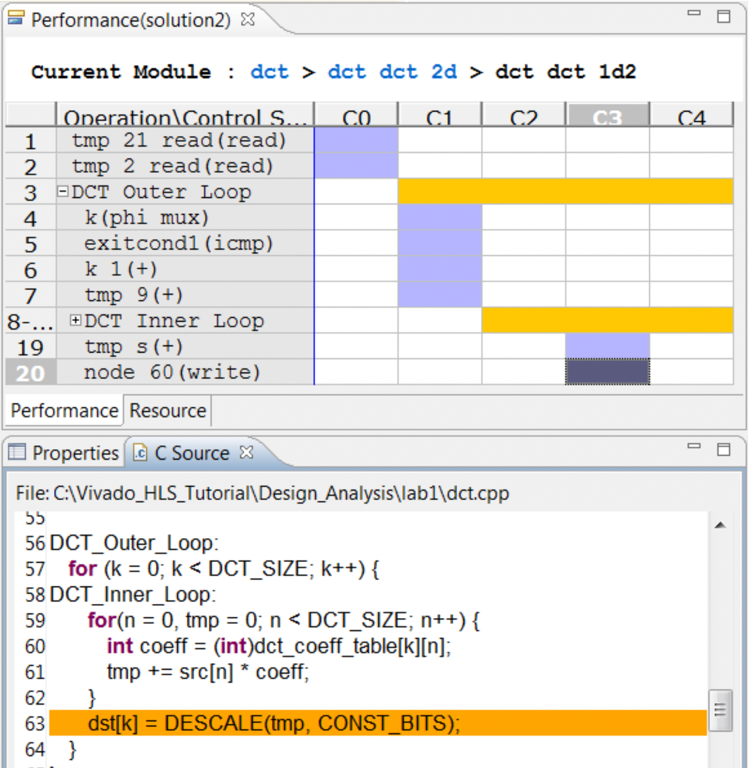 Performance(solution2)
Current Module : dct > dct dct 2d > dct dct 1d2
Operation\Control S... C0 C1 C2 C3 C4
1 tmp 21 read(read)
2 tmp 2 read(read)
3 DCT Outer Loop
4 k(phi mux)
5 exitcond1(icmp)
6 k 1(+)
7 tmp 9(+)
8-... DCT Inner Loop
19 tmp s(+)
20 node 60(write)
Performance Resource
Properties C Source
File: C:\Vivado_HLS_Tutorial\Design_Analysis\lab1\dct.cpp
55
56 DCT_Outer_Loop:
57 for (k = 0; k < DCT_SIZE; k++) {
58 DCT_Inner_Loop:
59 for(n = 0, tmp = 0; n < DCT_SIZE; n++) {
60 int coeff = (int)dct_coeff_table[k][n];
61 tmp += src[n] * coeff;
62 }
63 dst[k] = DESCALE(tmp, CONST_BITS);
64 }